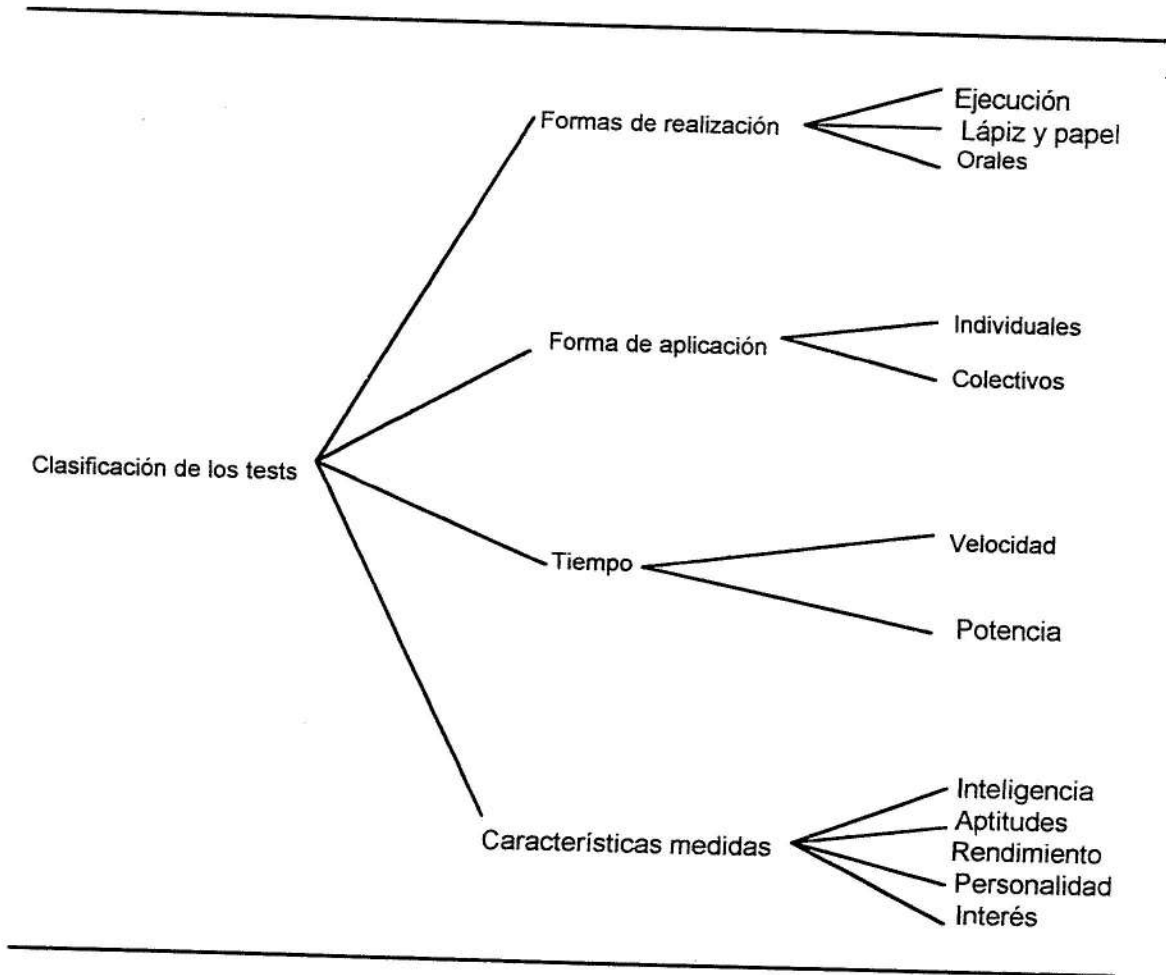 Formas de realización
Ejecución
Lápiz y papel
Orales
Forma de aplicación
Individuales
Colectivos
Clasificación de los tests
Tiempo
Velocidad
Potencia
Característícas medidas
Inteligencia
Aptitudes
Rendimiento
Personalidad
Interés